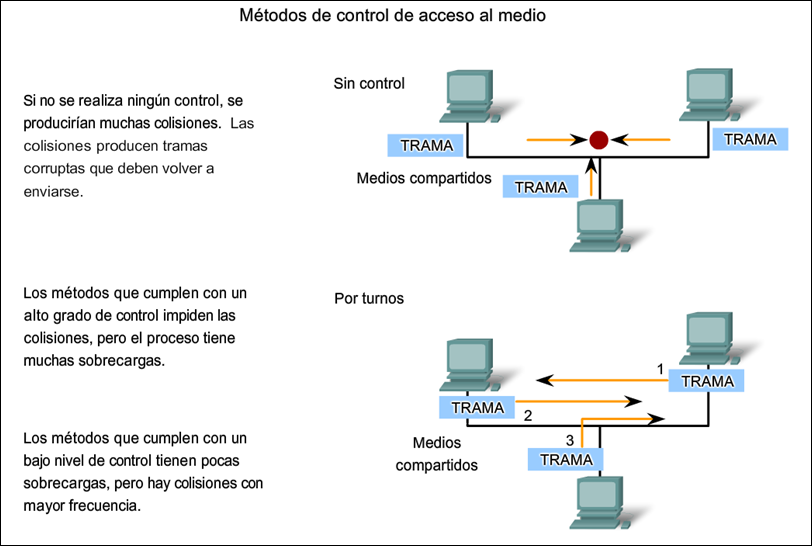 Métodos de control de acceso al medio
Si no se realiza ningún control, se
producirían muchas colisiones. Las
colisiones producen tramas
corruptas que deben volver a
enviarse.
Sin control
TRAMA
TRAMA
Medios compartidos
TRAMA
Los métodos que cumplen con un
alto grado de control impiden las
colisiones, pero el proceso tiene
muchas sobrecargas.
Los métodos que cumplen con un
bajo nivel de control tienen pocas
sobrecargas, pero hay colisiones con
mayor frecuencia.
Por turnos
1
TRAMA
TRAMA
2
Medios
compartidos
3
TRAMA